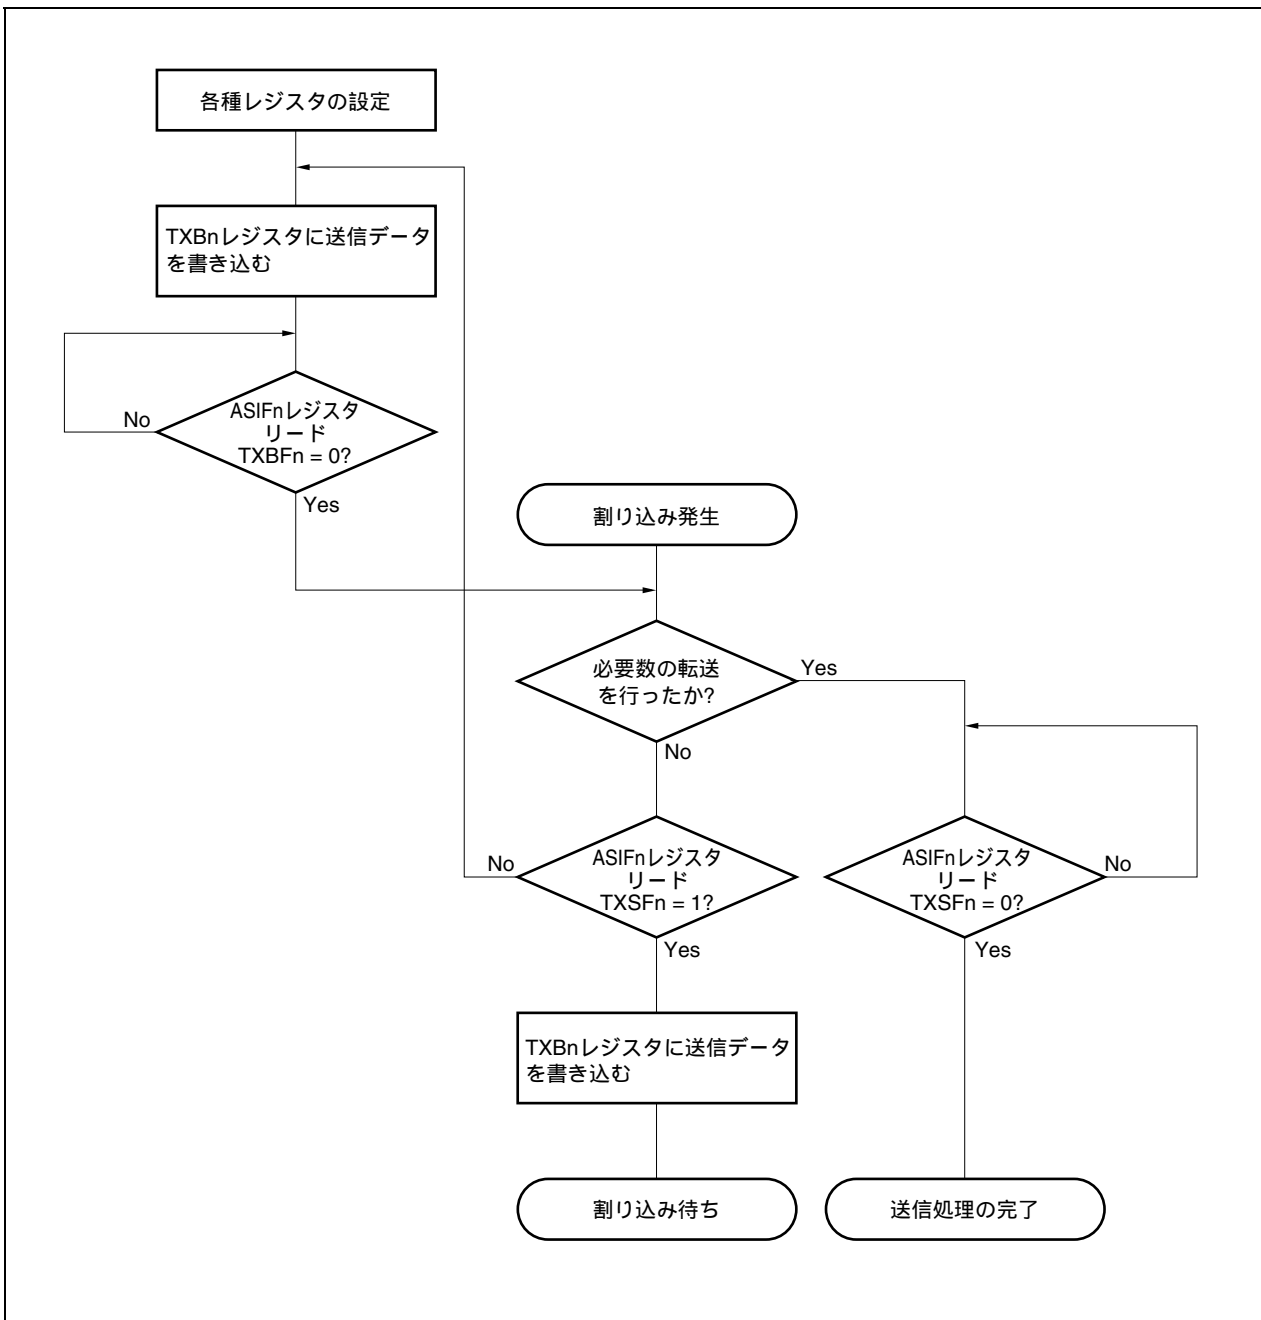 各種レジスタの設定
TXBnレジスタに送信データ
を書き込む
No
ASIFnレジスタ
リード
TXBFn = 0?
Yes
割り込み発生
必要数の転送
を行ったか?
Yes
No
No
ASIFnレジスタ
リード
TXSFn = 1?
Yes
ASIFnレジスタ
リード
TXSFn = 0?
No
Yes
TXBnレジスタに送信データ
を書き込む
割り込み待ち
送信処理の完了